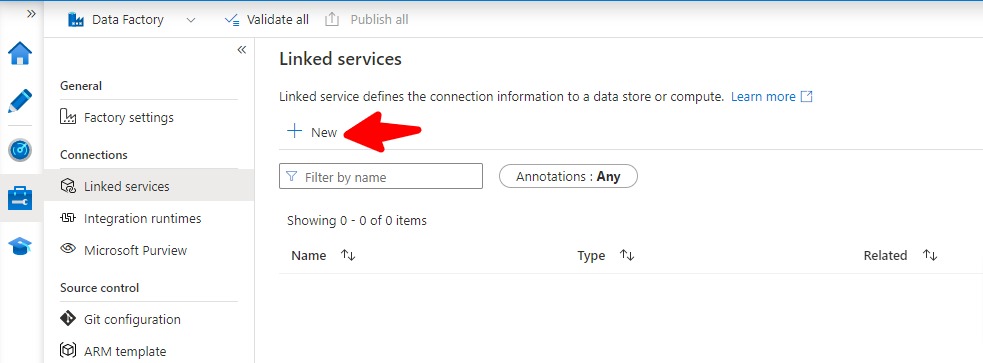 Data Factory
Validate all
Publish all
General
Factory settings
Connections
Linked services
Integration runtimes
Microsoft Purview
Source control
Git configuration
ARM template
Linked services
Linked service defines the connection information to a data store or compute. Learn more
New
Filter by name
Annotations : Any
Showing 0 - 0 of 0 items
Name
Type
Related